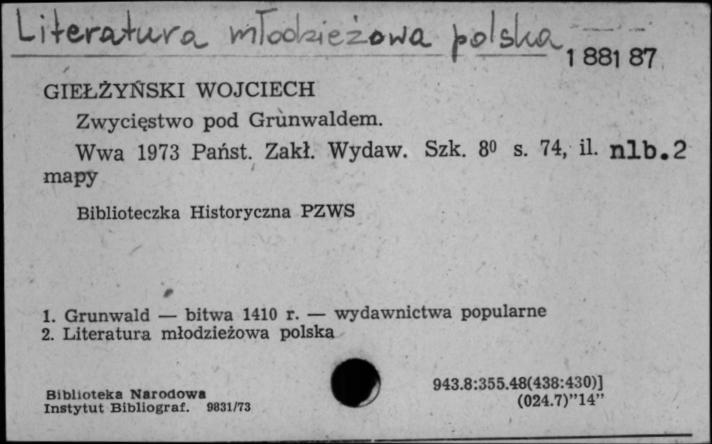 Literatura młodzieżowa polska
1 881 87
GIEŁŻYŃSKI WOJCIECH
Zwycięstwo pod Grunwaldem.
Wwa 1973 Państ. Zakł. Wydaw. Szk. 8⁰ s. 74, il. nlb.2
mapy
Biblioteczka Historyczna PZWS
1. Grunwald — bitwa 1410 r. — wydawnictwa popularne
2. Literatura młodzieżowa polska
Biblioteka Narodowa
Instytut Bibliograf. 9831/73
943.8:355.48(438:430)]
(024.7)”14”